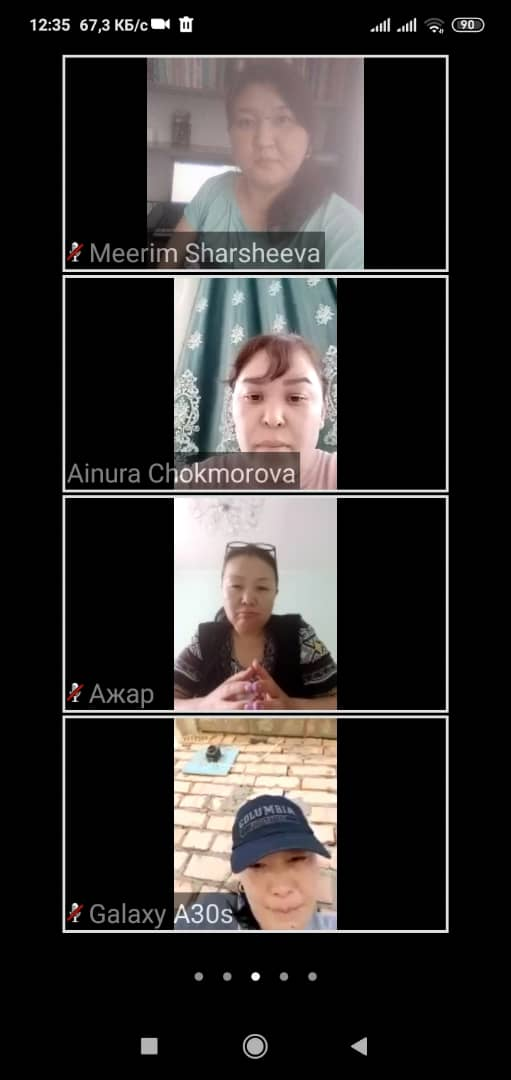 12:35 67,3 КБ/с
90
Meerim Sharsheeva
Ainura Chokmorova
Ажар
COLUMBIA
Galaxy A30s